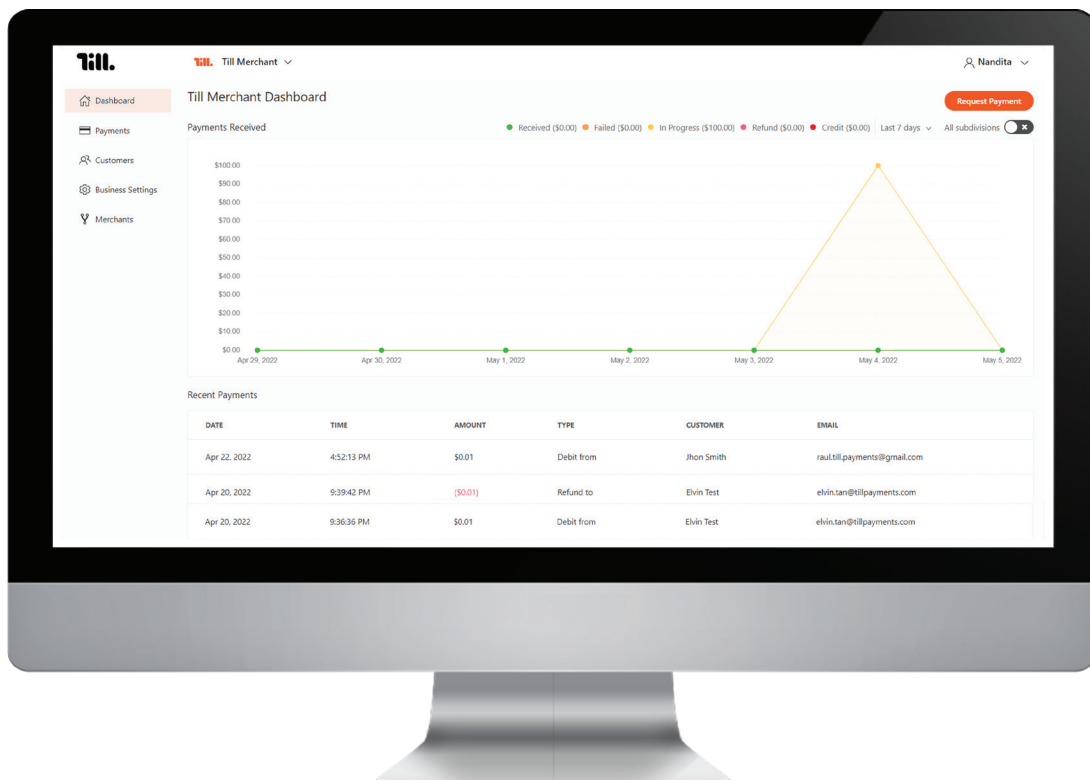 Till.
Till. Till Merchant
Nandita
Dashboard
Payments
Customers
Business Settings
Merchants
Till Merchant Dashboard
Request Payment
Payments Received
Received ($0.00) Failed ($0.00) In Progress ($100.00) Refund ($0.00) Credit ($0.00) Last 7 days All subdivisions
$100.00
$90.00
$80.00
$70.00
$60.00
$50.00
$40.00
$30.00
$20.00
$10.00
$0.00
Apr 29, 2022 Apr 30, 2022 May 1, 2022 May 2, 2022 May 3, 2022 May 4, 2022 May 5, 2022
Recent Payments
DATE TIME AMOUNT TYPE CUSTOMER EMAIL
Apr 22, 2022 4:52:13 PM $0.01 Debit from Jhon Smith raul.till.payments@gmail.com
Apr 20, 2022 9:39:42 PM ($0.01) Refund to Elvin Test elvin.tan@tillpayments.com
Apr 20, 2022 9:36:36 PM $0.01 Debit from Elvin Test elvin.tan@tillpayments.com